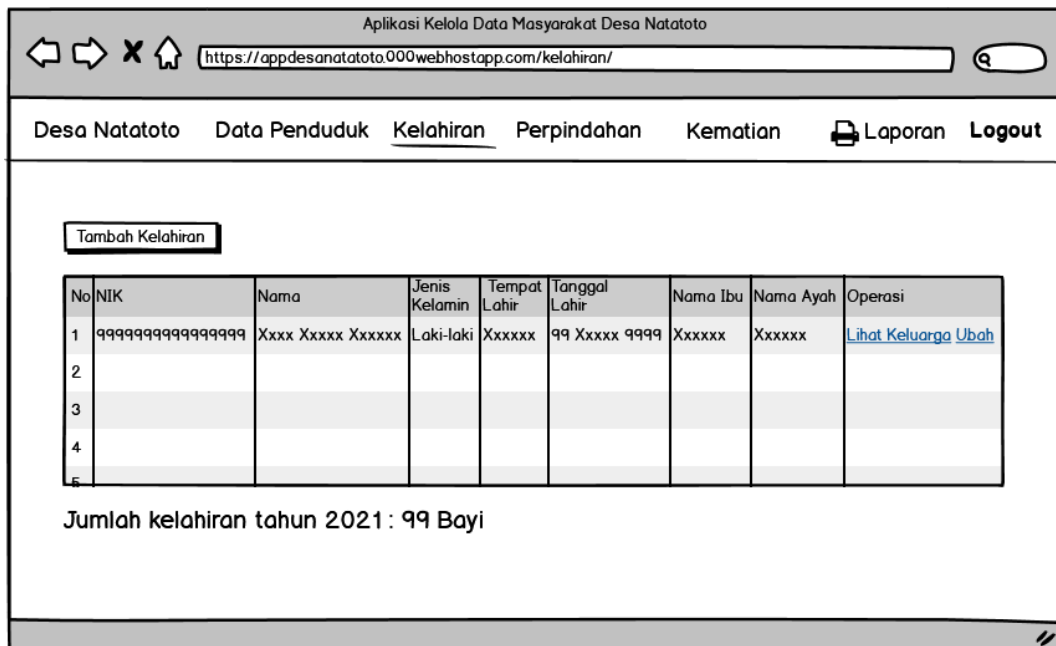 Aplikasi Kelola Data Masyarakat Desa Natatoto
https://appdesanatatoto.000webhostapp.com/kelahiran/
Desa Natatoto Data Penduduk Kelahiran Perpindahan Kematian Laporan Logout
Tambah Kelahiran
No NIK Nama Jenis Kelamin Tempat Lahir Tanggal Lahir Nama Ibu Nama Ayah Operasi
1 9999999999999999 Xxxx Xxxxx Xxxxxx Laki-laki Xxxxxx 99 Xxxxx 9999 Xxxxxx Xxxxxx Lihat Keluarga Ubah
2
3
4
5
Jumlah kelahiran tahun 2021 : 99 Bayi